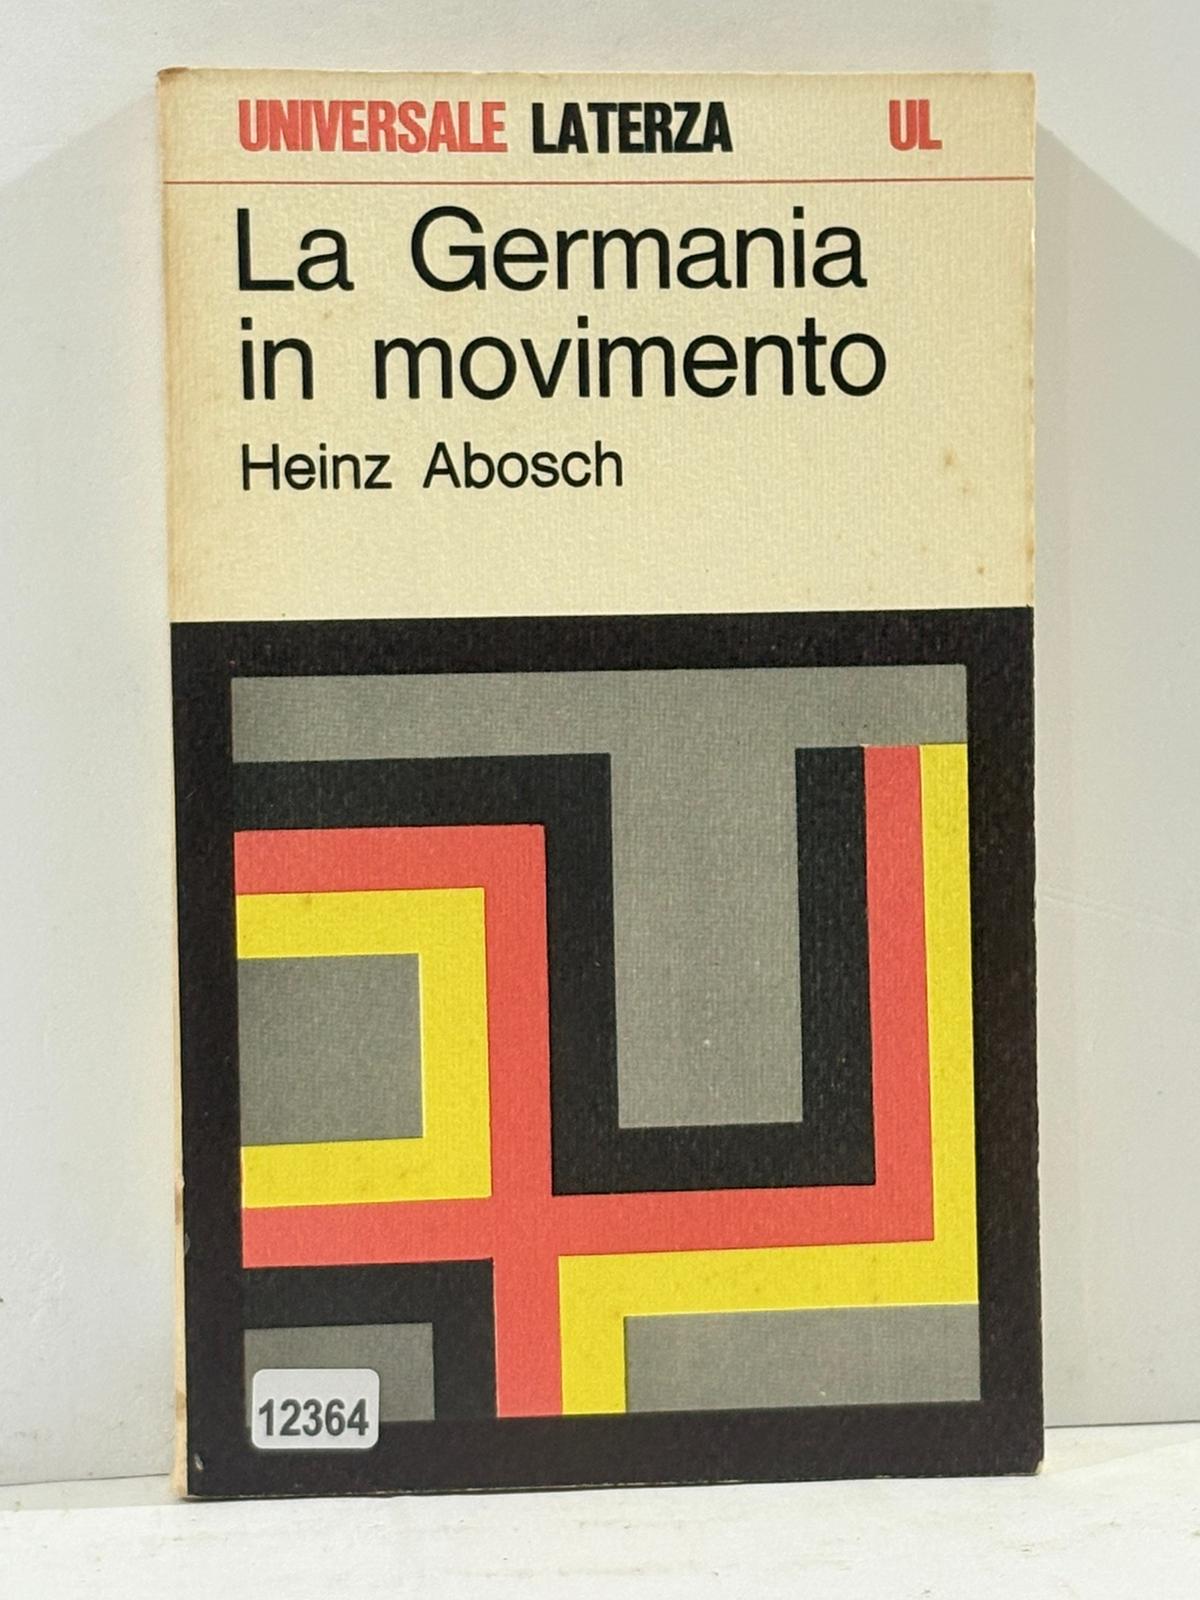 UNIVERSALE LATERZA UL
La Germania
in movimento
Heinz Abosch
12364